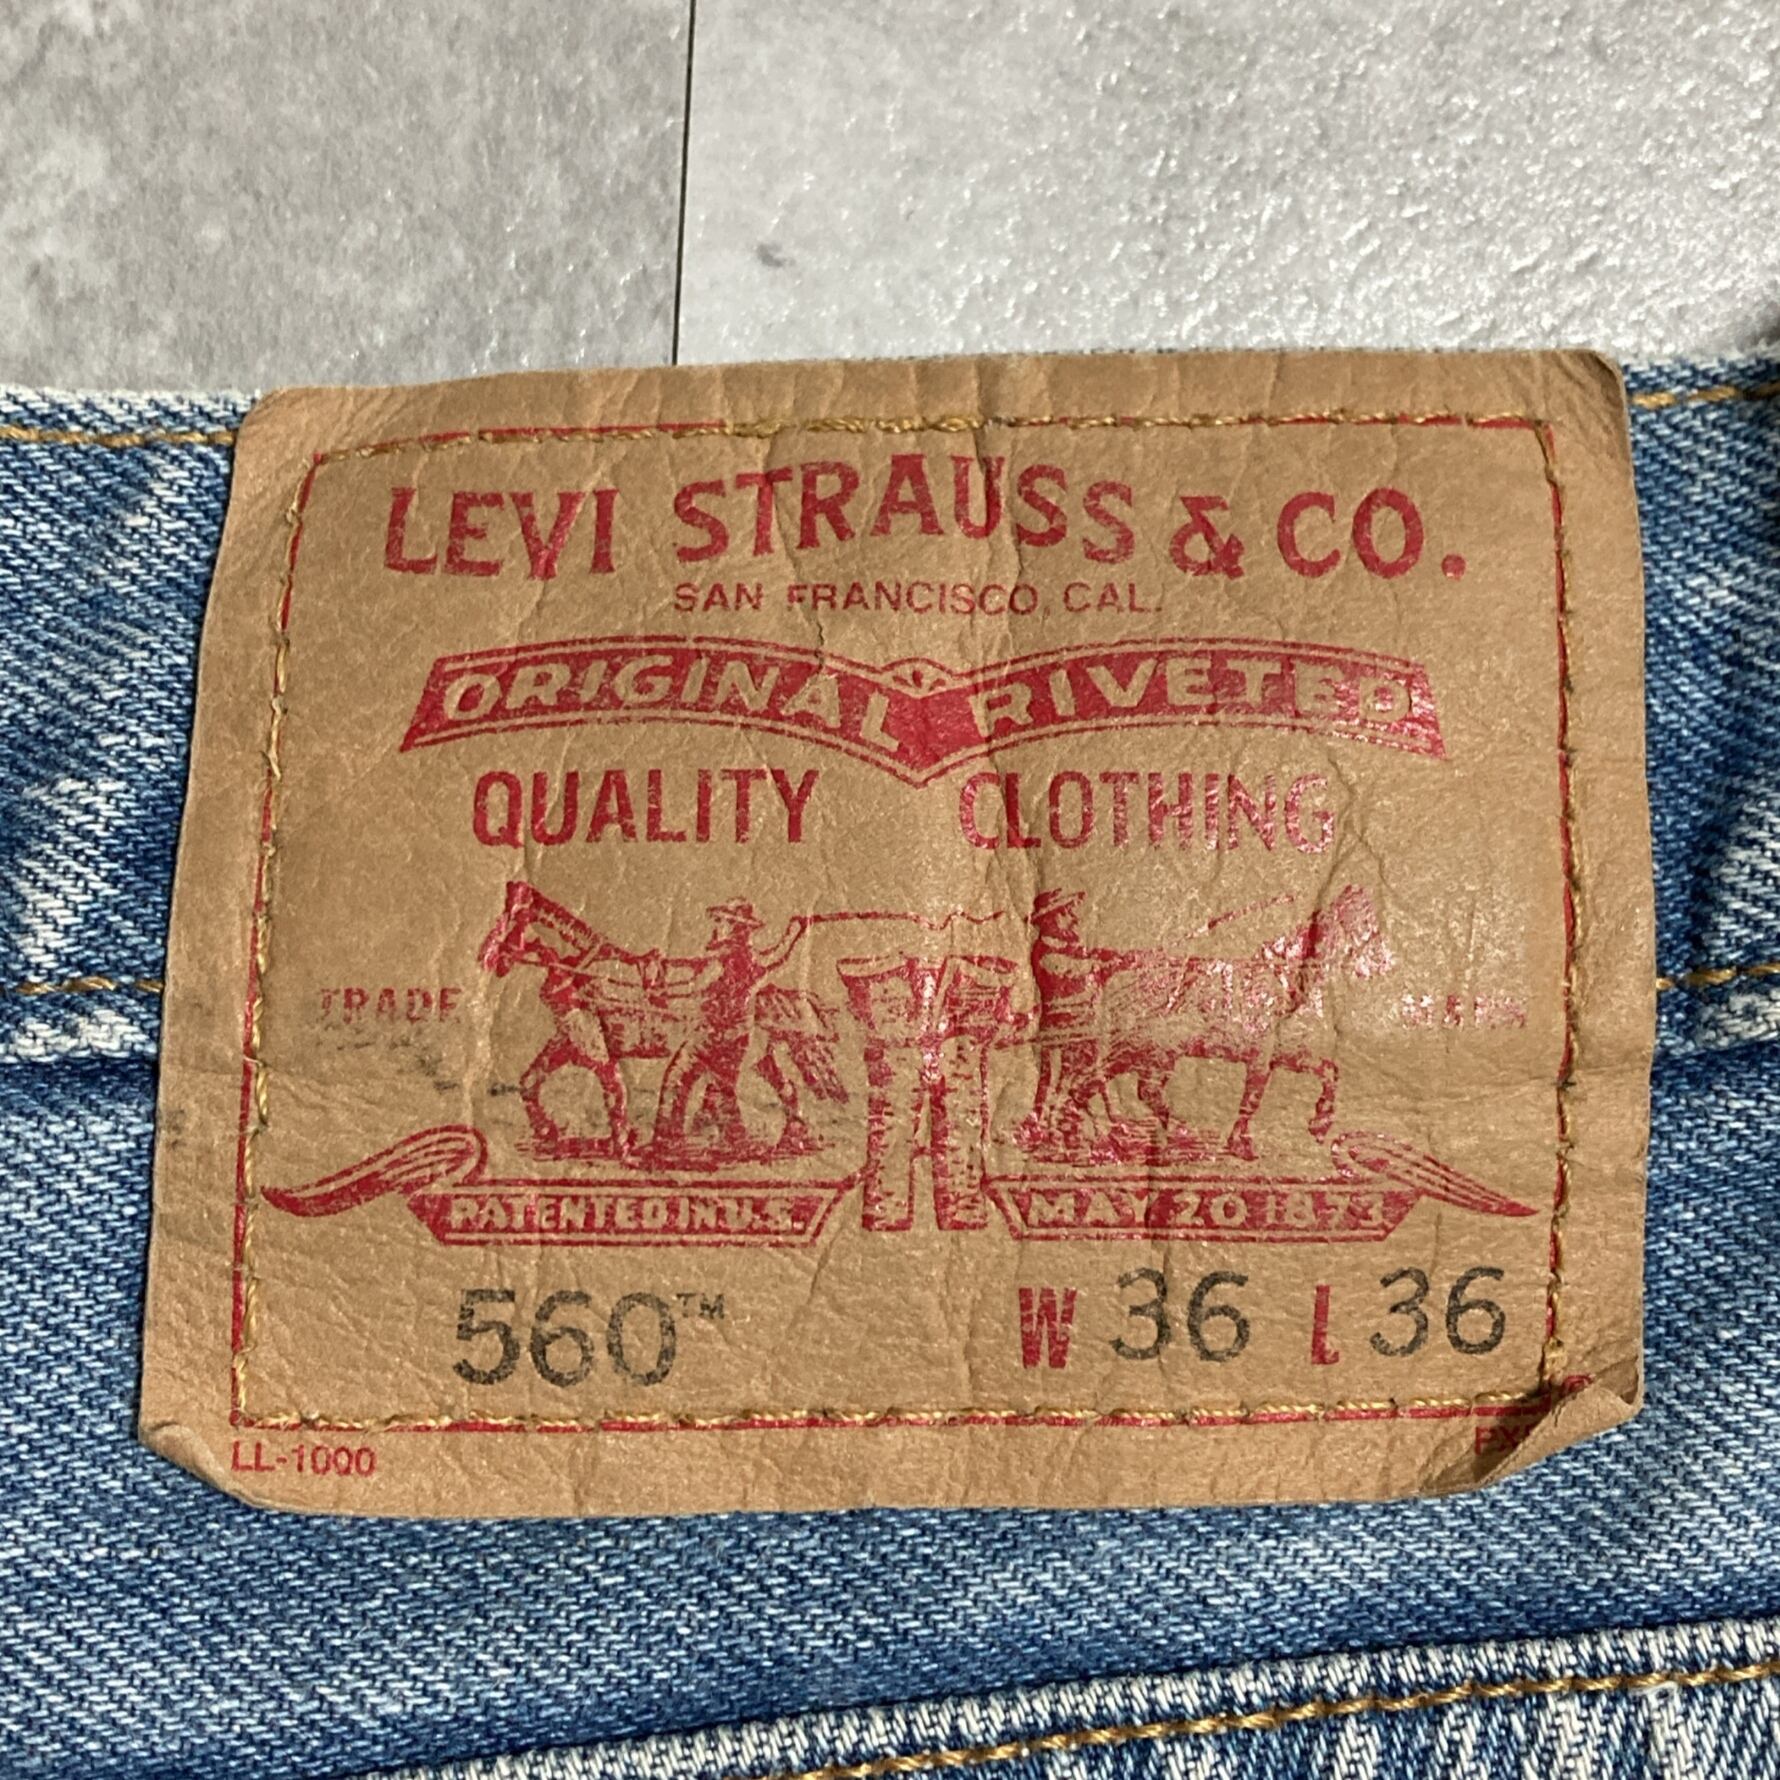 LEVI STRAUSS & CO.
SAN FRANCISCO, CAL.
ORIGINAL RIVETED
QUALITY CLOTHING
TRADE MARK
PATENTED IN U.S. MAY 20 1873
560™ W 36 L 36
®
LL-1000